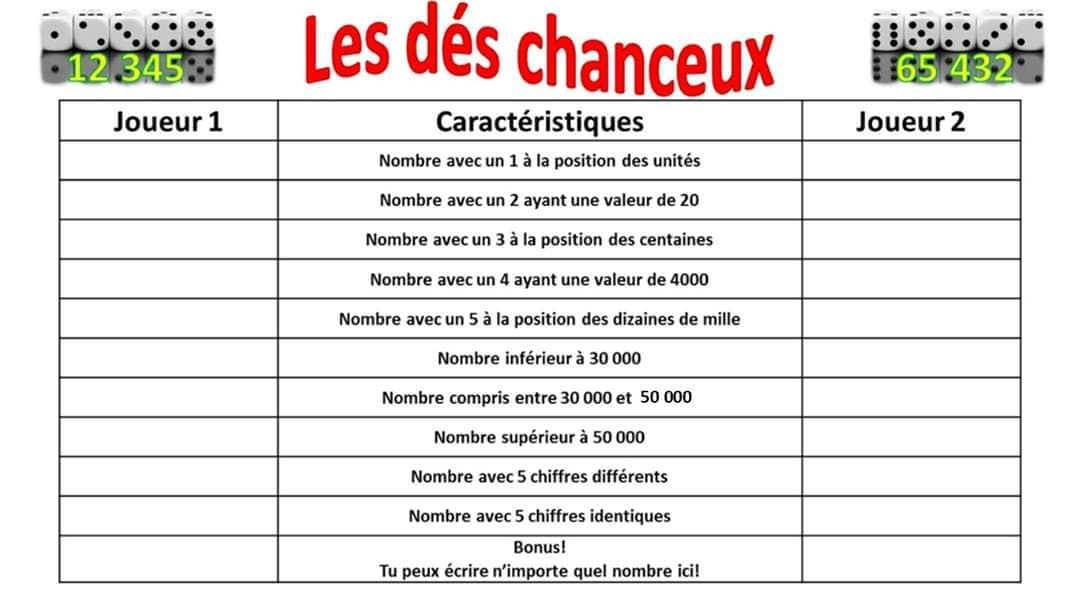 Les dés chanceux
12 345
65 432
Joueur 1 Caractéristiques Joueur 2
Nombre avec un 1 à la position des unités
Nombre avec un 2 ayant une valeur de 20
Nombre avec un 3 à la position des centaines
Nombre avec un 4 ayant une valeur de 4000
Nombre avec un 5 à la position des dizaines de mille
Nombre inférieur à 30 000
Nombre compris entre 30 000 et 50 000
Nombre supérieur à 50 000
Nombre avec 5 chiffres différents
Nombre avec 5 chiffres identiques
Bonus!
Tu peux écrire n’importe quel nombre ici!